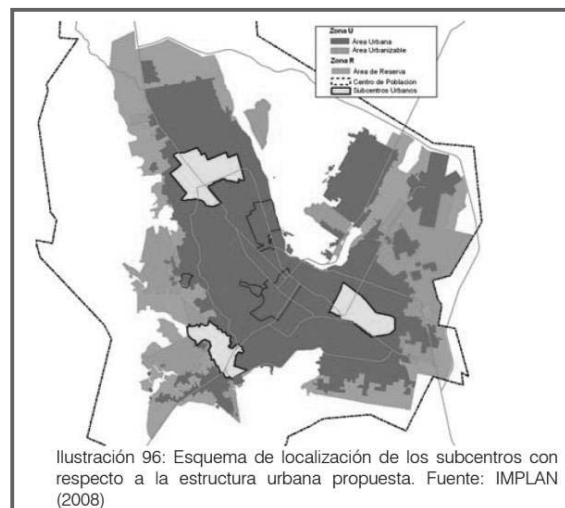 Zona U
Área Urbana
Área Urbanizable
Zona R
Área de Reserva
Centro de Población
Subcentros Urbanos
Ilustración 96: Esquema de localización de los subcentros con
respecto a la estructura urbana propuesta. Fuente: IMPLAN
(2008)